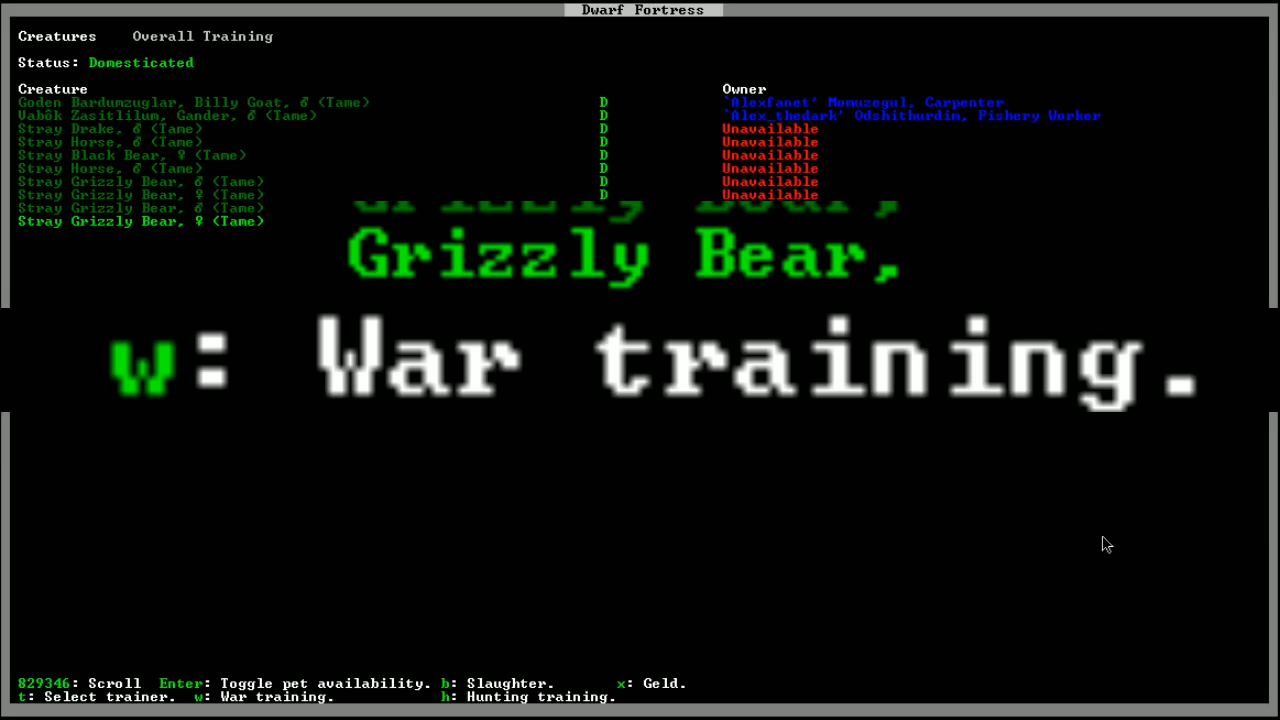 Dwarf Fortress
Creatures Overall Training
Status: Domesticated
Creature Owner
Goden Bardumzuglar, Billy Goat, ♂ (Tame) D `Alexfanet' Momuzegul, Carpenter
Vabôk Zasitlilum, Gander, ♂ (Tame) D `Alex_thedark' Odshithurdim, Fishery Worker
Stray Drake, ♂ (Tame) D Unavailable
Stray Horse, ♂ (Tame) D Unavailable
Stray Black Bear, ♀ (Tame) D Unavailable
Stray Horse, ♂ (Tame) D Unavailable
Stray Grizzly Bear, ♂ (Tame) D Unavailable
Stray Grizzly Bear, ♀ (Tame) D Unavailable
Stray Grizzly Bear, ♂ (Tame) Grizzly Bear,
Stray Grizzly Bear, ♀ (Tame)
Grizzly Bear,
w: War training.
829346: Scroll Enter: Toggle pet availability. b: Slaughter. x: Geld.
t: Select trainer. w: War training. h: Hunting training.